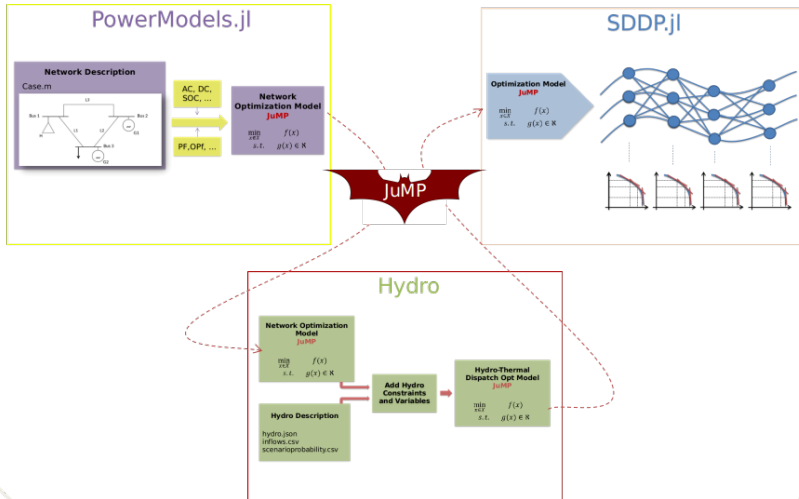 PowerModels.jl
Network Description
Case.m
L3
Bus 1
Bus 2
L1
L2
G1
Bus 3
G2
AC, DC,
SOC, ...
PF,OPf, ...
Network
Optimization Model
JuMP
min f(x)
x∈X
s.t. g(x) ∈ ℵ
SDDP.jl
Optimization Model
JuMP
min f(x)
x∈X
s.t. g(x) ∈ ℵ
JuMP
Hydro
Network Optimization
Model
JuMP
min f(x)
x∈X
s.t. g(x) ∈ ℵ
Hydro Description
hydro.json
inflows.csv
scenarioprobability.csv
Add Hydro
Constraints
and Variables
Hydro-Thermal
Dispatch Opt Model
JuMP
min f(x)
x∈X
s.t. g(x) ∈ ℵ